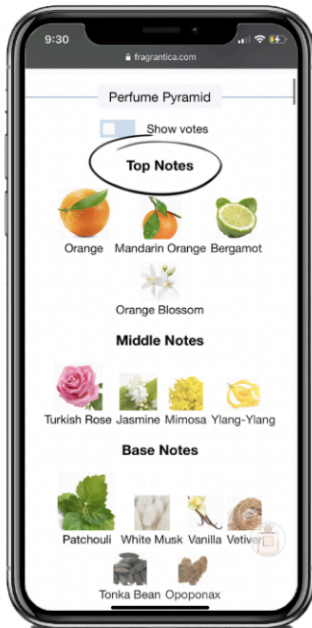 9:30
fragrantica.com
Perfume Pyramid
Show votes
Top Notes
Orange Mandarin Orange Bergamot
Orange Blossom
Middle Notes
Turkish Rose Jasmine Mimosa Ylang-Ylang
Base Notes
Patchouli White Musk Vanilla Vetiver
Tonka Bean Opoponax